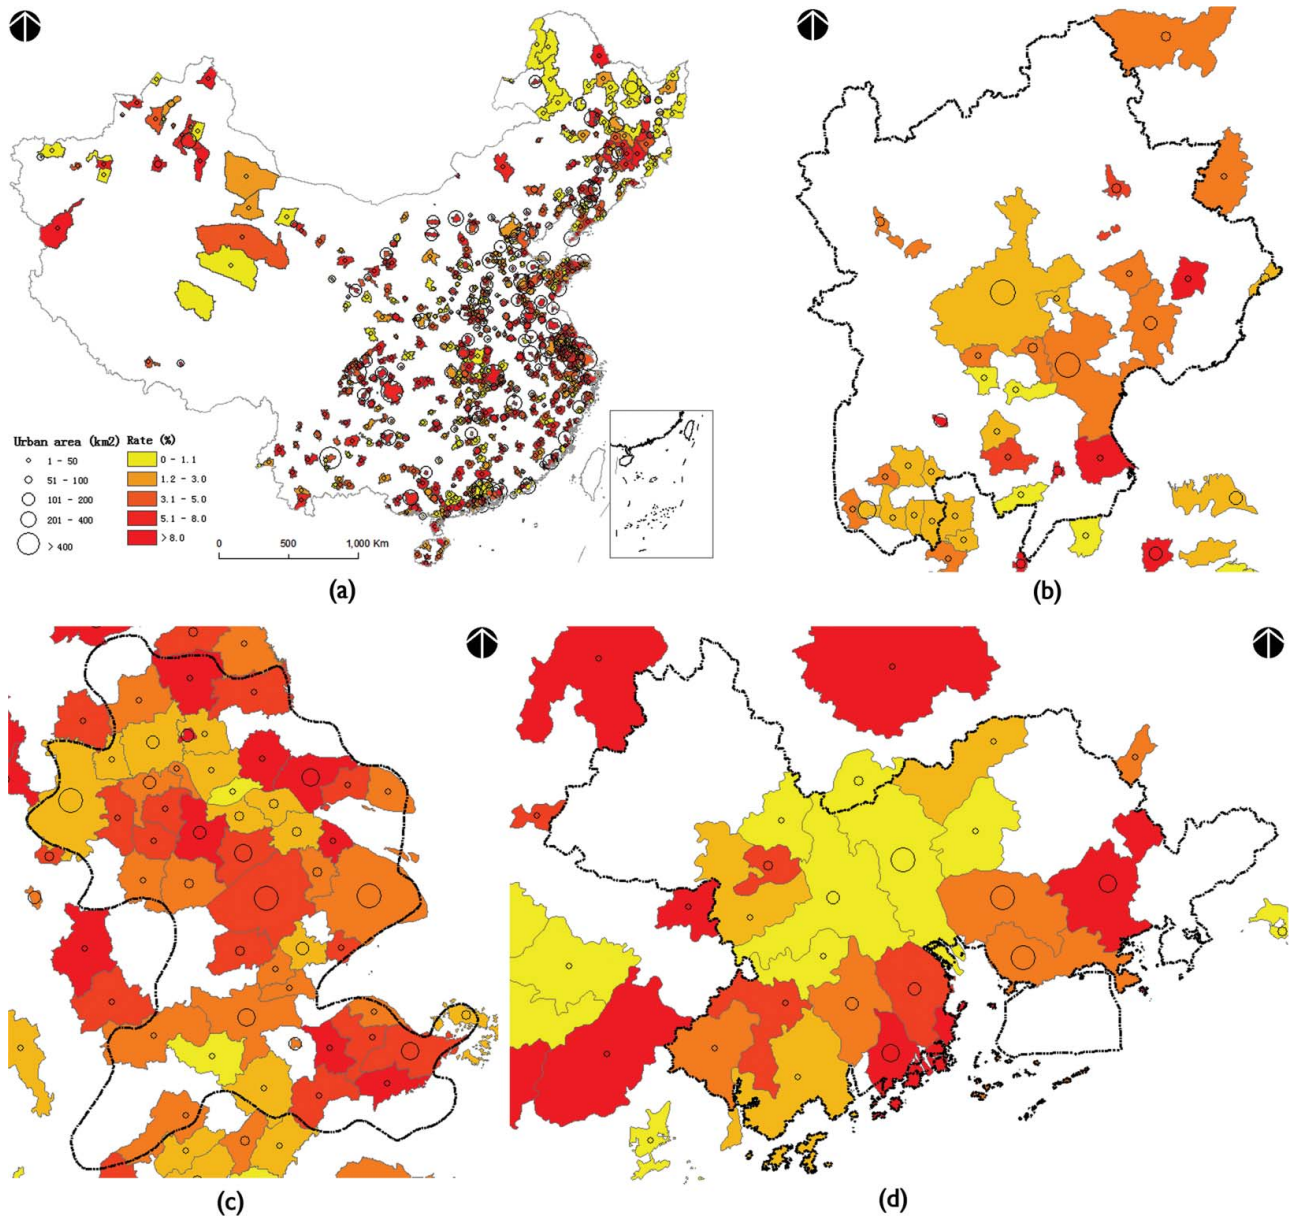 Urban area (km2) Rate (%)
1 - 50 0 - 1.1
51 - 100 1.2 - 3.0
101 - 200 3.1 - 5.0
201 - 400 5.1 - 8.0
> 400 > 8.0
0 500 1,000 Km
(a)
(b)
(c)
(d)